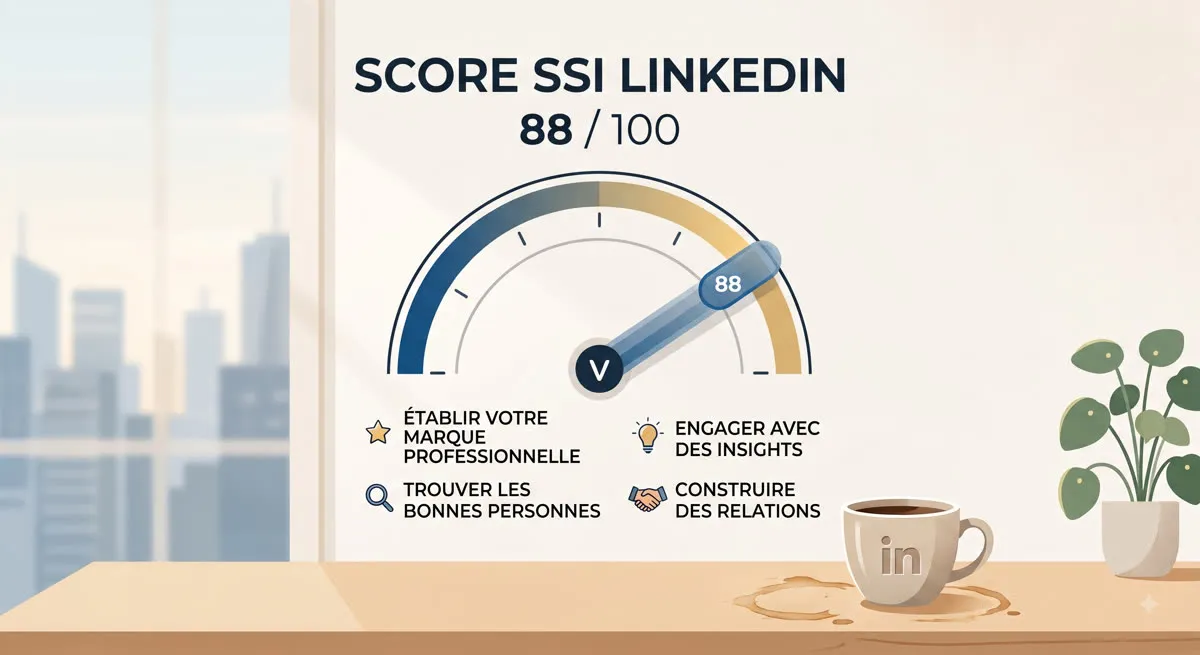 SCORE SSI LINKEDIN
88 / 100
88
V
ÉTABLIR VOTRE
MARQUE
PROFESSIONNELLE
TROUVER LES
BONNES PERSONNES
ENGAGER AVEC
DES INSIGHTS
CONSTRUIRE
DES RELATIONS
in